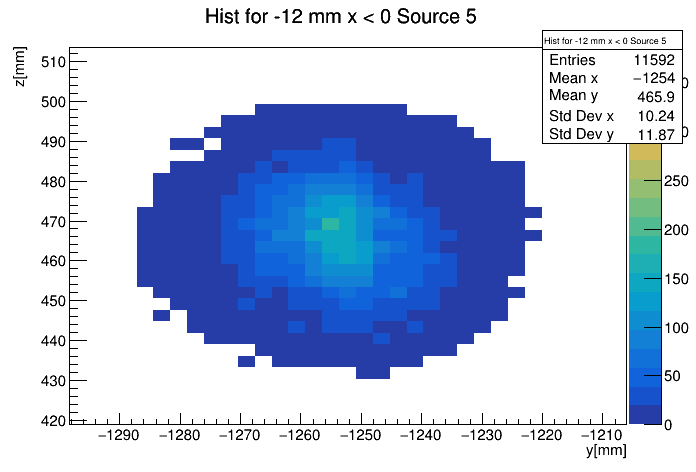 Hist for -12 mm x < 0 Source 5
Hist for -12 mm x < 0 Source 5
Entries 11592
Mean x −1254
Mean y 465.9
Std Dev x 10.24
Std Dev y 11.87
z[mm]
510
500
490
480
470
460
450
440
430
420
−1290 −1280 −1270 −1260 −1250 −1240 −1230 −1220 −1210
y[mm]
250
200
150
100
50
0